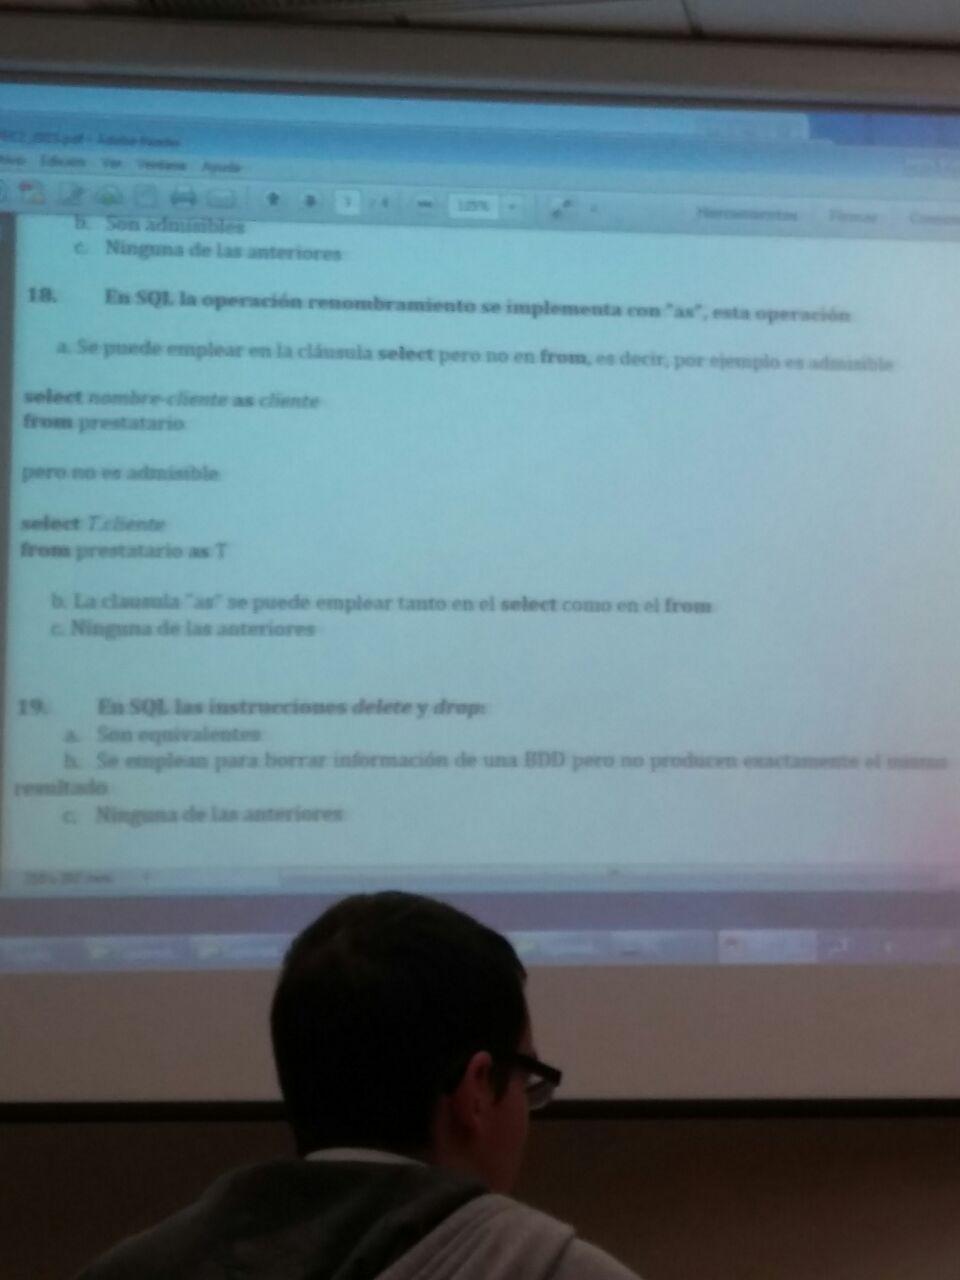 Adobe Reader
Edición Ver Ventana Ayuda
3 / 4 125% Herramientas Firmar
b. Son admisibles
c. Ninguna de las anteriores
18. En SQL la operación renombramiento se implementa con "as", esta operación
a. Se puede emplear en la cláusula select pero no en from, es decir, por ejemplo es admisible
select nombre-cliente as cliente
from prestatario
pero no es admisible
select T.cliente
from prestatario as T
b. La clausula "as" se puede emplear tanto en el select como en el from
c. Ninguna de las anteriores
19. En SQL las instrucciones delete y drop:
a. Son equivalentes
b. Se emplean para borrar información de una BDD pero no producen exactamente el mismo
resultado
c. Ninguna de las anteriores